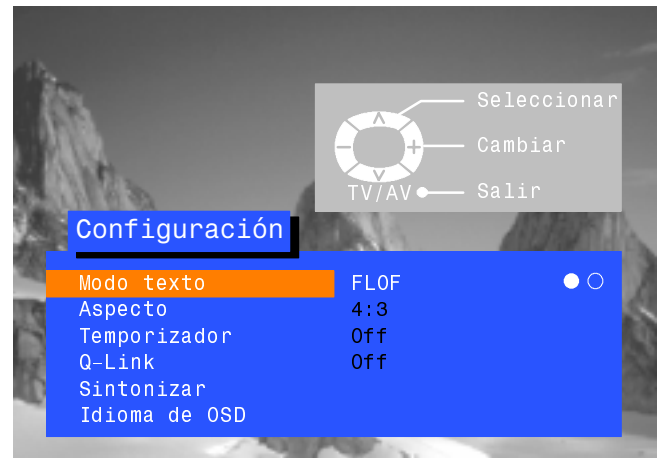 Seleccionar
Cambiar
TV/AV Salir
Configuración
Modo texto FLOF
Aspecto 4:3
Temporizador Off
Q-Link Off
Sintonizar
Idioma de OSD